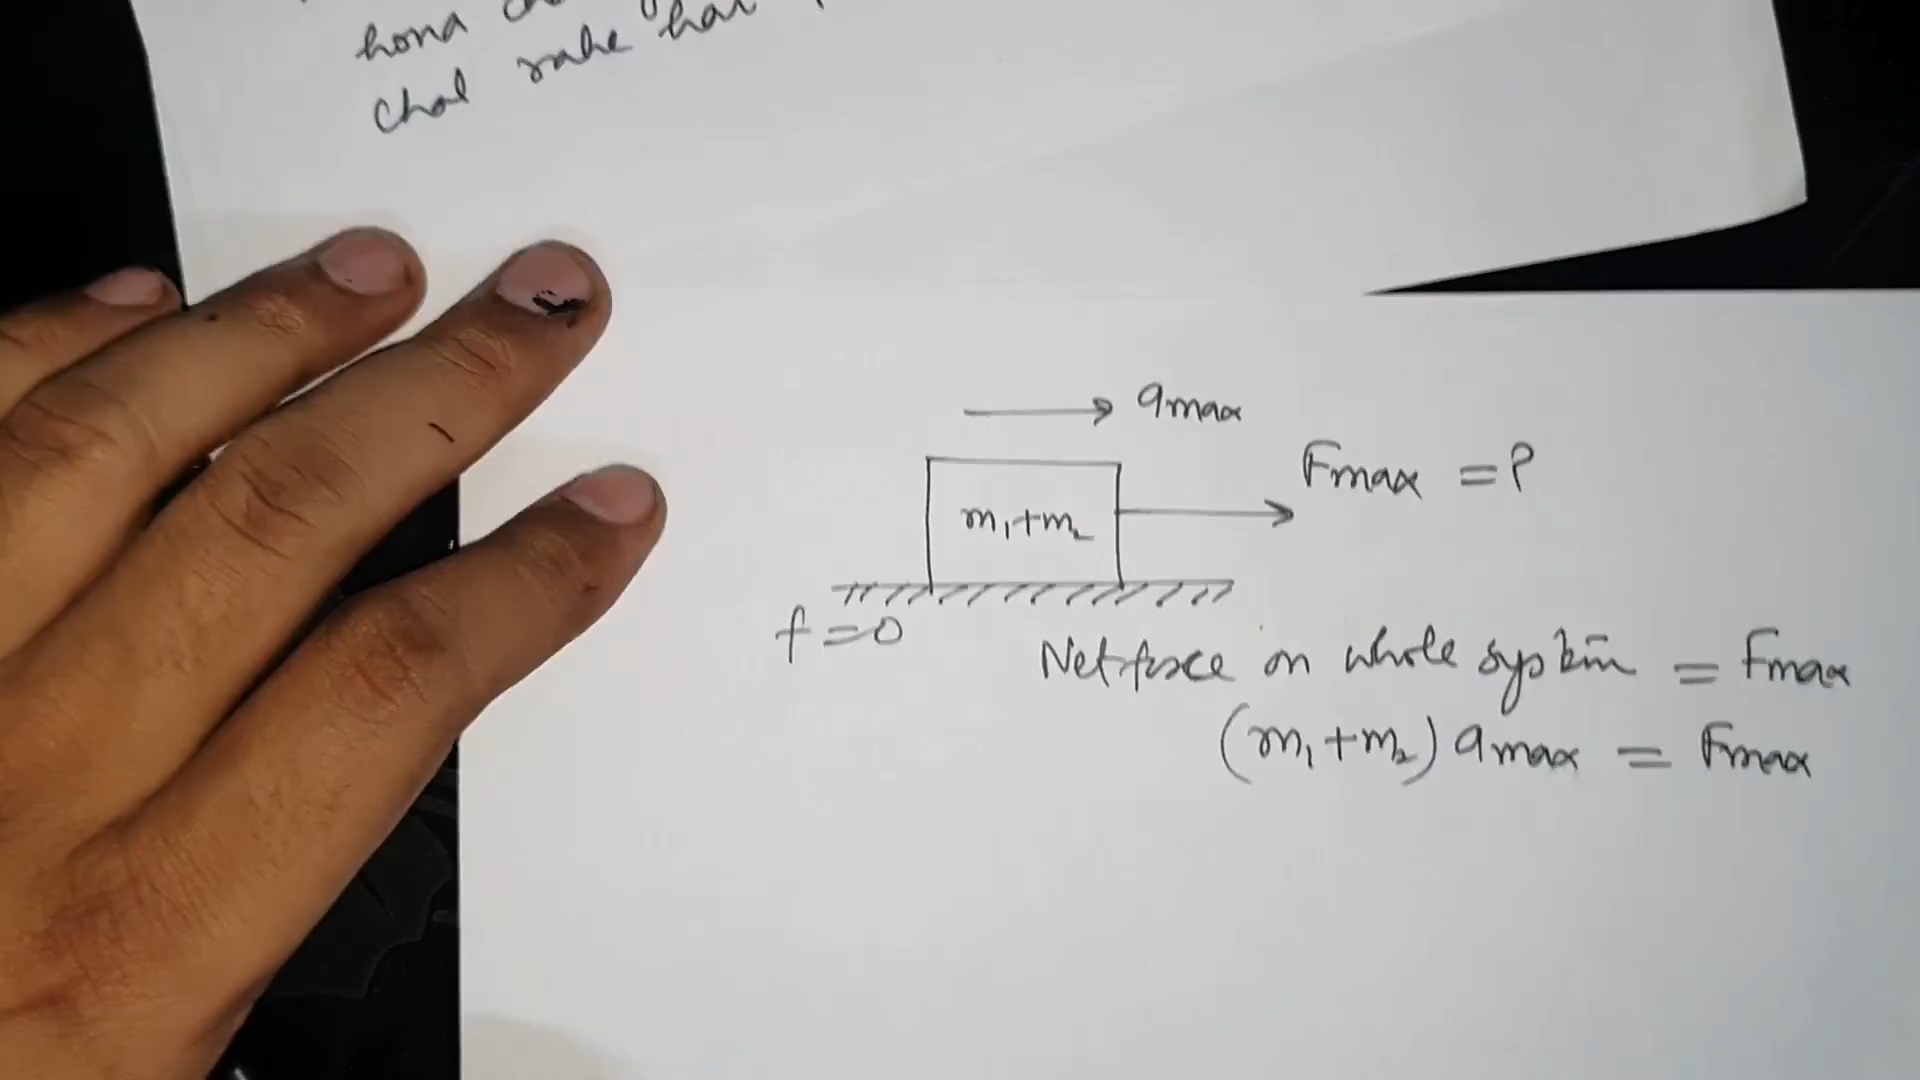 hona
chal rahe hai
amax
Fmax = ?
m₁+m₂
f = 0
Net force on whole system = Fmax
(m₁+m₂) amax = Fmax